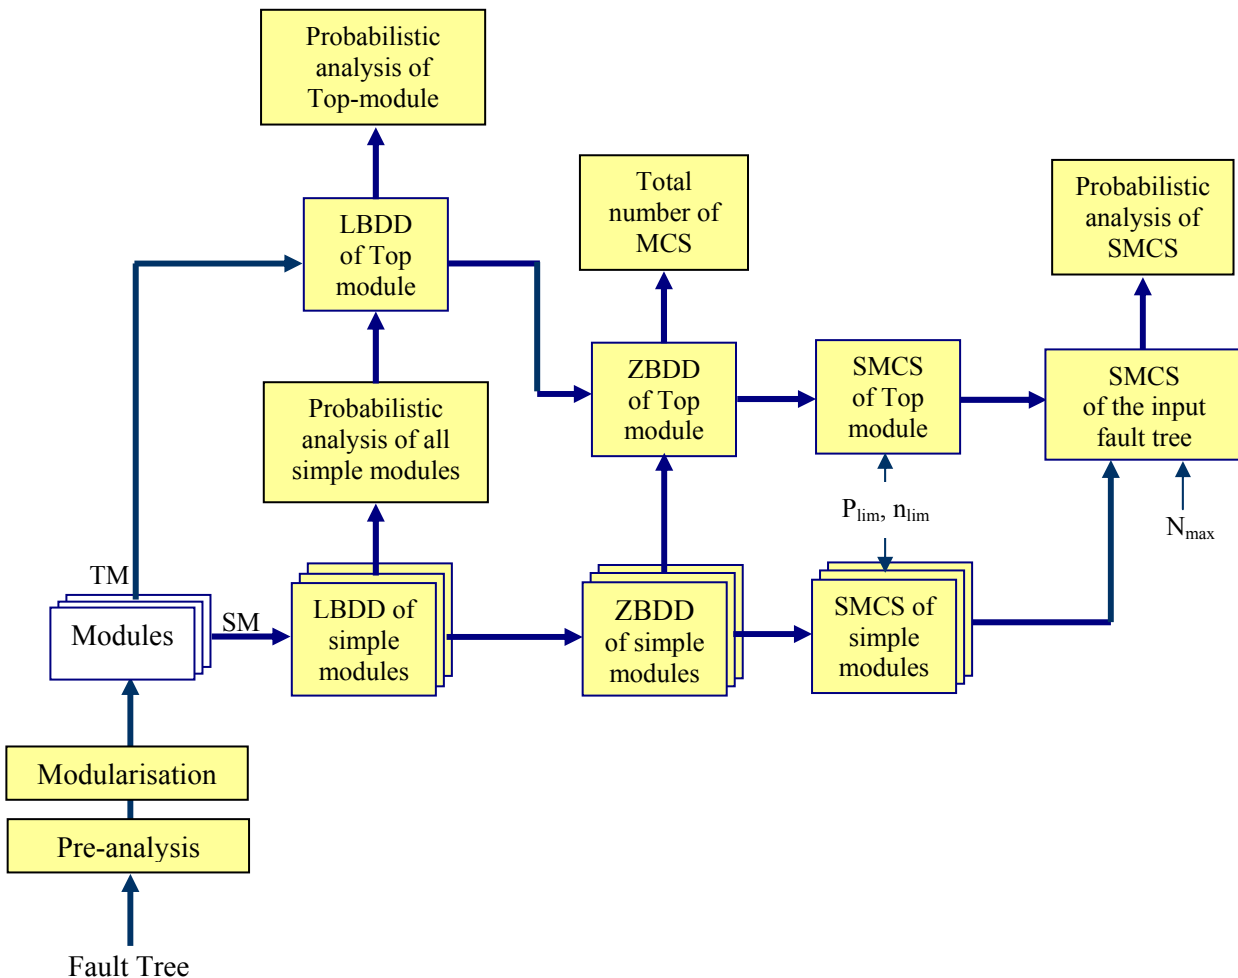 Probabilistic
analysis of
Top-module
Total
number of
MCS
Probabilistic
analysis of
SMCS
LBDD
of Top
module
ZBDD
of Top
module
SMCS
of Top
module
SMCS
of the input
fault tree
Probabilistic
analysis of all
simple modules
P_lim, n_lim
N_max
TM
SM
Modules
LBDD of
simple
modules
ZBDD
of simple
modules
SMCS of
simple
modules
Modularisation
Pre-analysis
Fault Tree